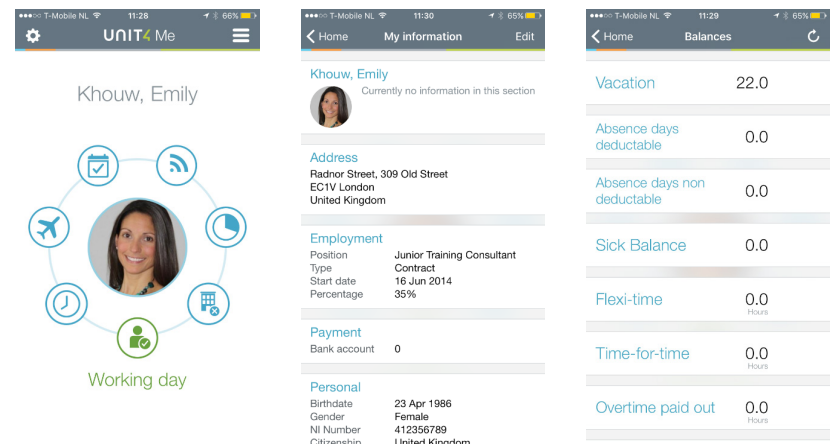 T-Mobile NL 11:28 66%
UNIT4 Me
Khouw, Emily
Working day
T-Mobile NL 11:30 65%
Home My information Edit
Khouw, Emily
Currently no information in this section
Address
Radnor Street, 309 Old Street
EC1V London
United Kingdom
Employment
Position Junior Training Consultant
Type Contract
Start date 16 Jun 2014
Percentage 35%
Payment
Bank account 0
Personal
Birthdate 23 Apr 1986
Gender Female
NI Number 412356789
Citizenship United Kingdom
T-Mobile NL 11:29 65%
Home Balances
Vacation 22.0
Absence days
deductable 0.0
Absence days non
deductable 0.0
Sick Balance 0.0
Flexi-time 0.0
Hours
Time-for-time 0.0
Hours
Overtime paid out 0.0
Hours